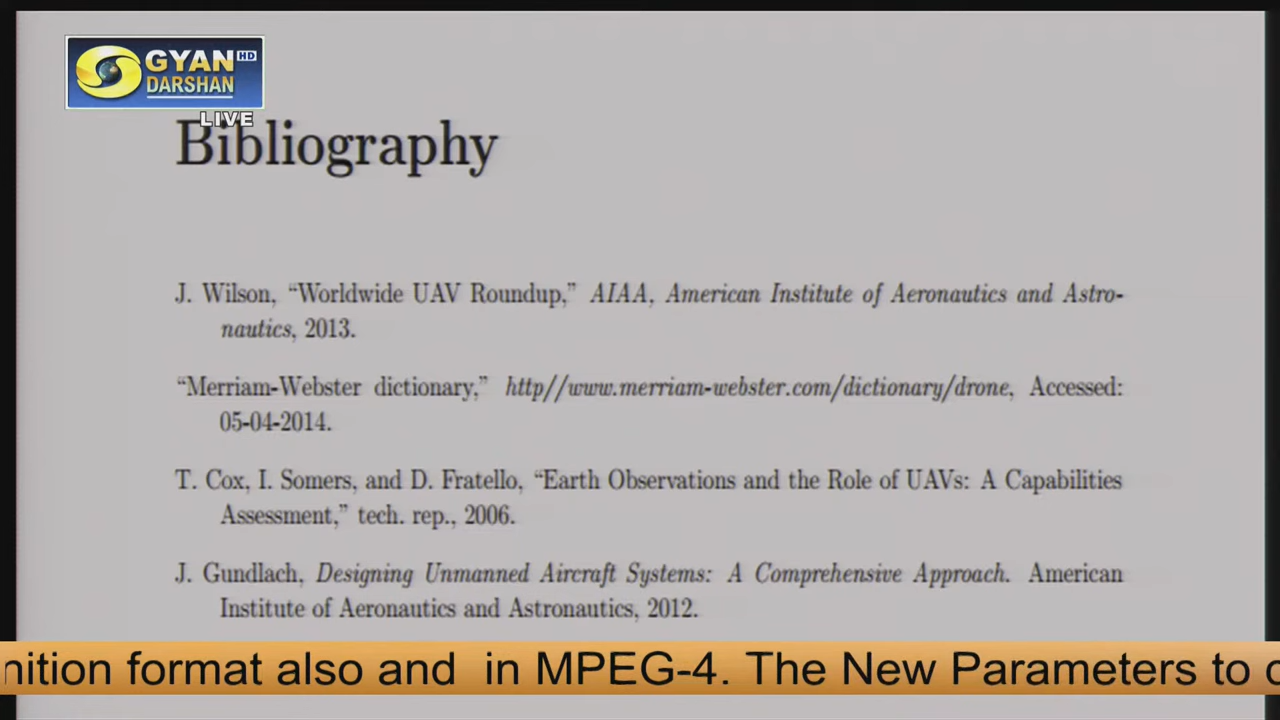 GYAN HD
DARSHAN
LIVE
Bibliography
J. Wilson, “Worldwide UAV Roundup,” AIAA, American Institute of Aeronautics and Astro-
nautics, 2013.
“Merriam-Webster dictionary,” http//www.merriam-webster.com/dictionary/drone, Accessed:
05-04-2014.
T. Cox, I. Somers, and D. Fratello, “Earth Observations and the Role of UAVs: A Capabilities
Assessment,” tech. rep., 2006.
J. Gundlach, Designing Unmanned Aircraft Systems: A Comprehensive Approach. American
Institute of Aeronautics and Astronautics, 2012.
nition format also and in MPEG-4. The New Parameters to